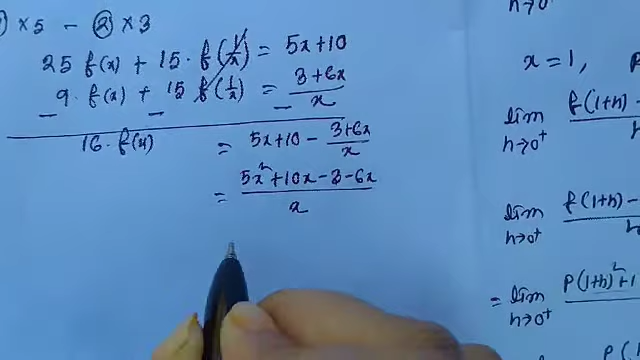 ×5 - ② ×3
25 f(x) + 15. f(1/x) = 5x+10
9. f(x) + 15 f(1/x) = 3+6x/x
- - -
16. f(x) = 5x+10 - 3+6x/x
= 5x²+10x-3-6x/x
h→0
x = 1,
lim h→0⁺ f(1+h) -
lim h→0⁺ f(1+h) -
= lim h→0⁺ P(1+h)²+1